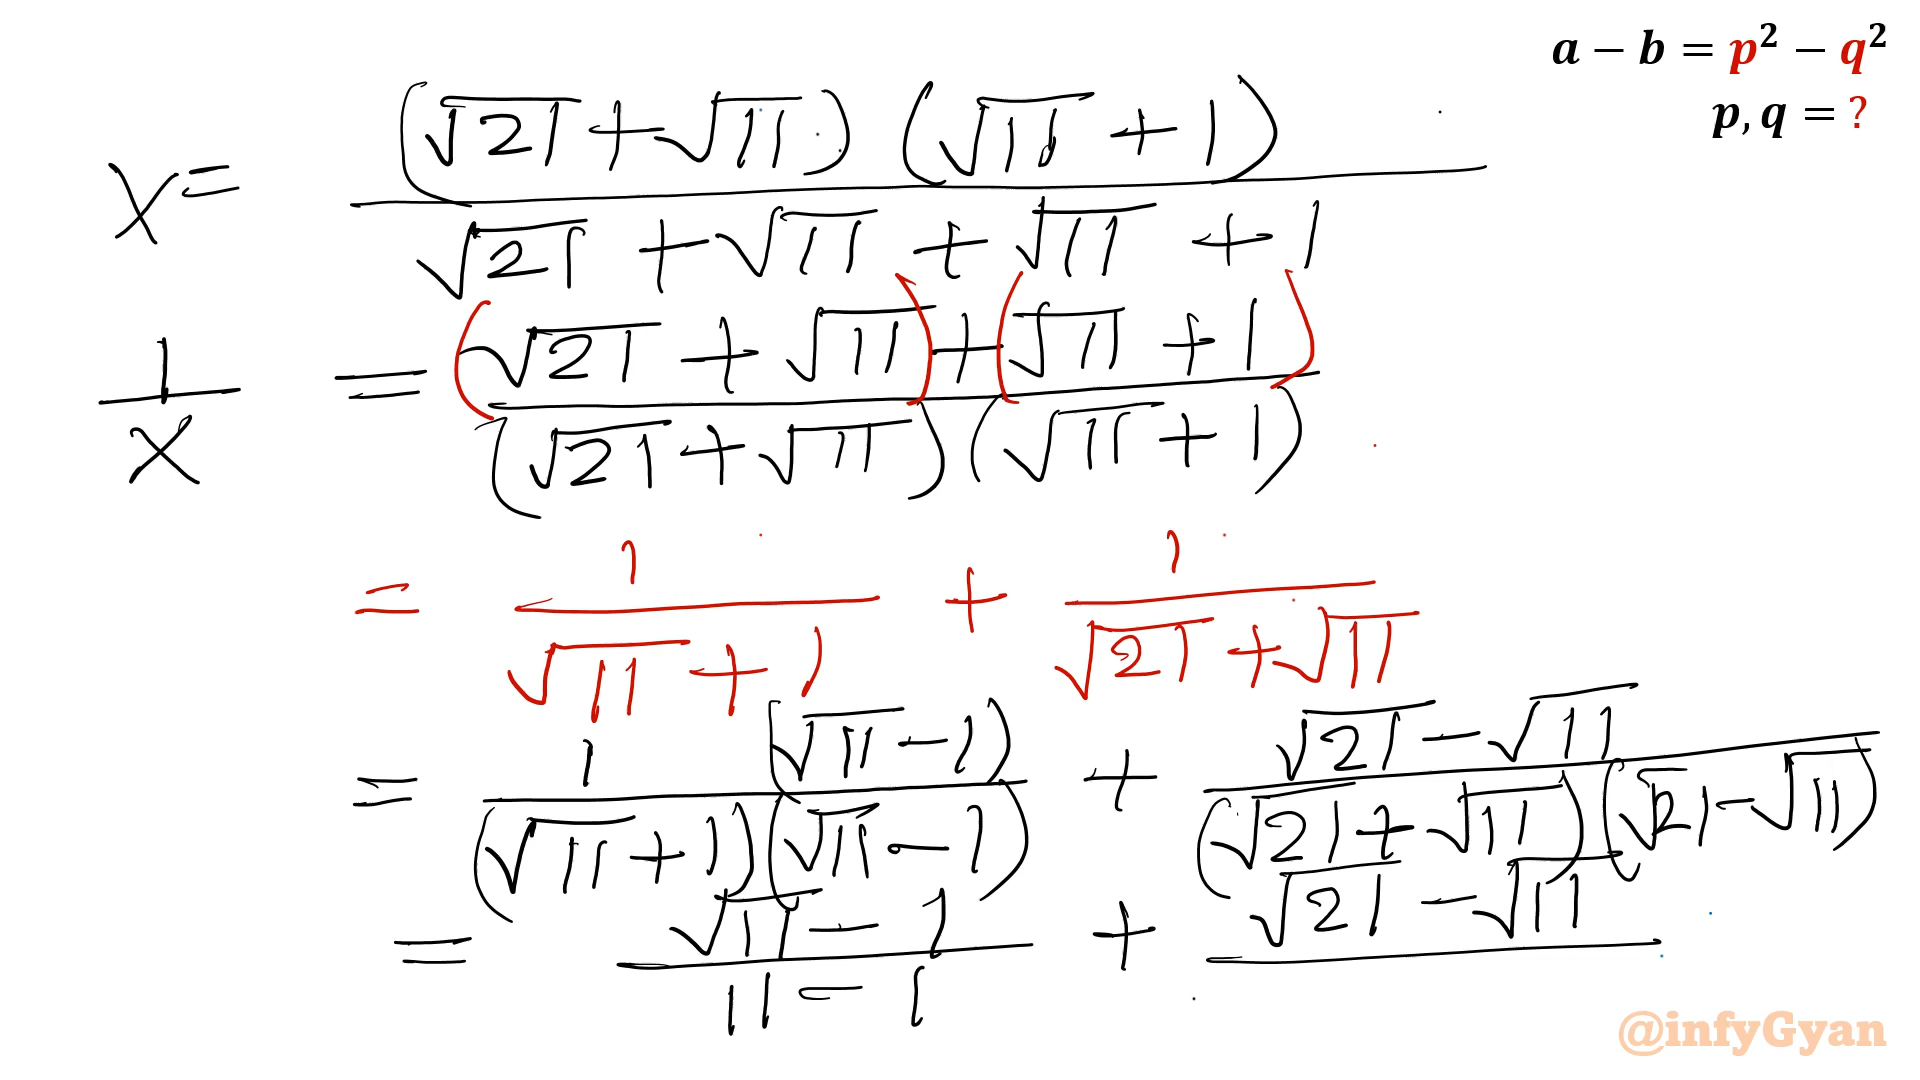 a − b = p² − q²
p, q = ?
x = (√21 + √11) (√11 + 1) / (√21 + √11 + √11 + 1)
1/x = ((√21 + √11) + (√11 + 1)) / ((√21 + √11)(√11 + 1))
= 1/(√11 + 1) + 1/(√21 + √11)
= 1 (√11 − 1) / ((√11 + 1)(√11 − 1)) + (√21 − √11) / ((√21 + √11)(√21 − √11))
= (√11 − 1) / (11 − 1) + (√21 − √11) /
@infyGyan